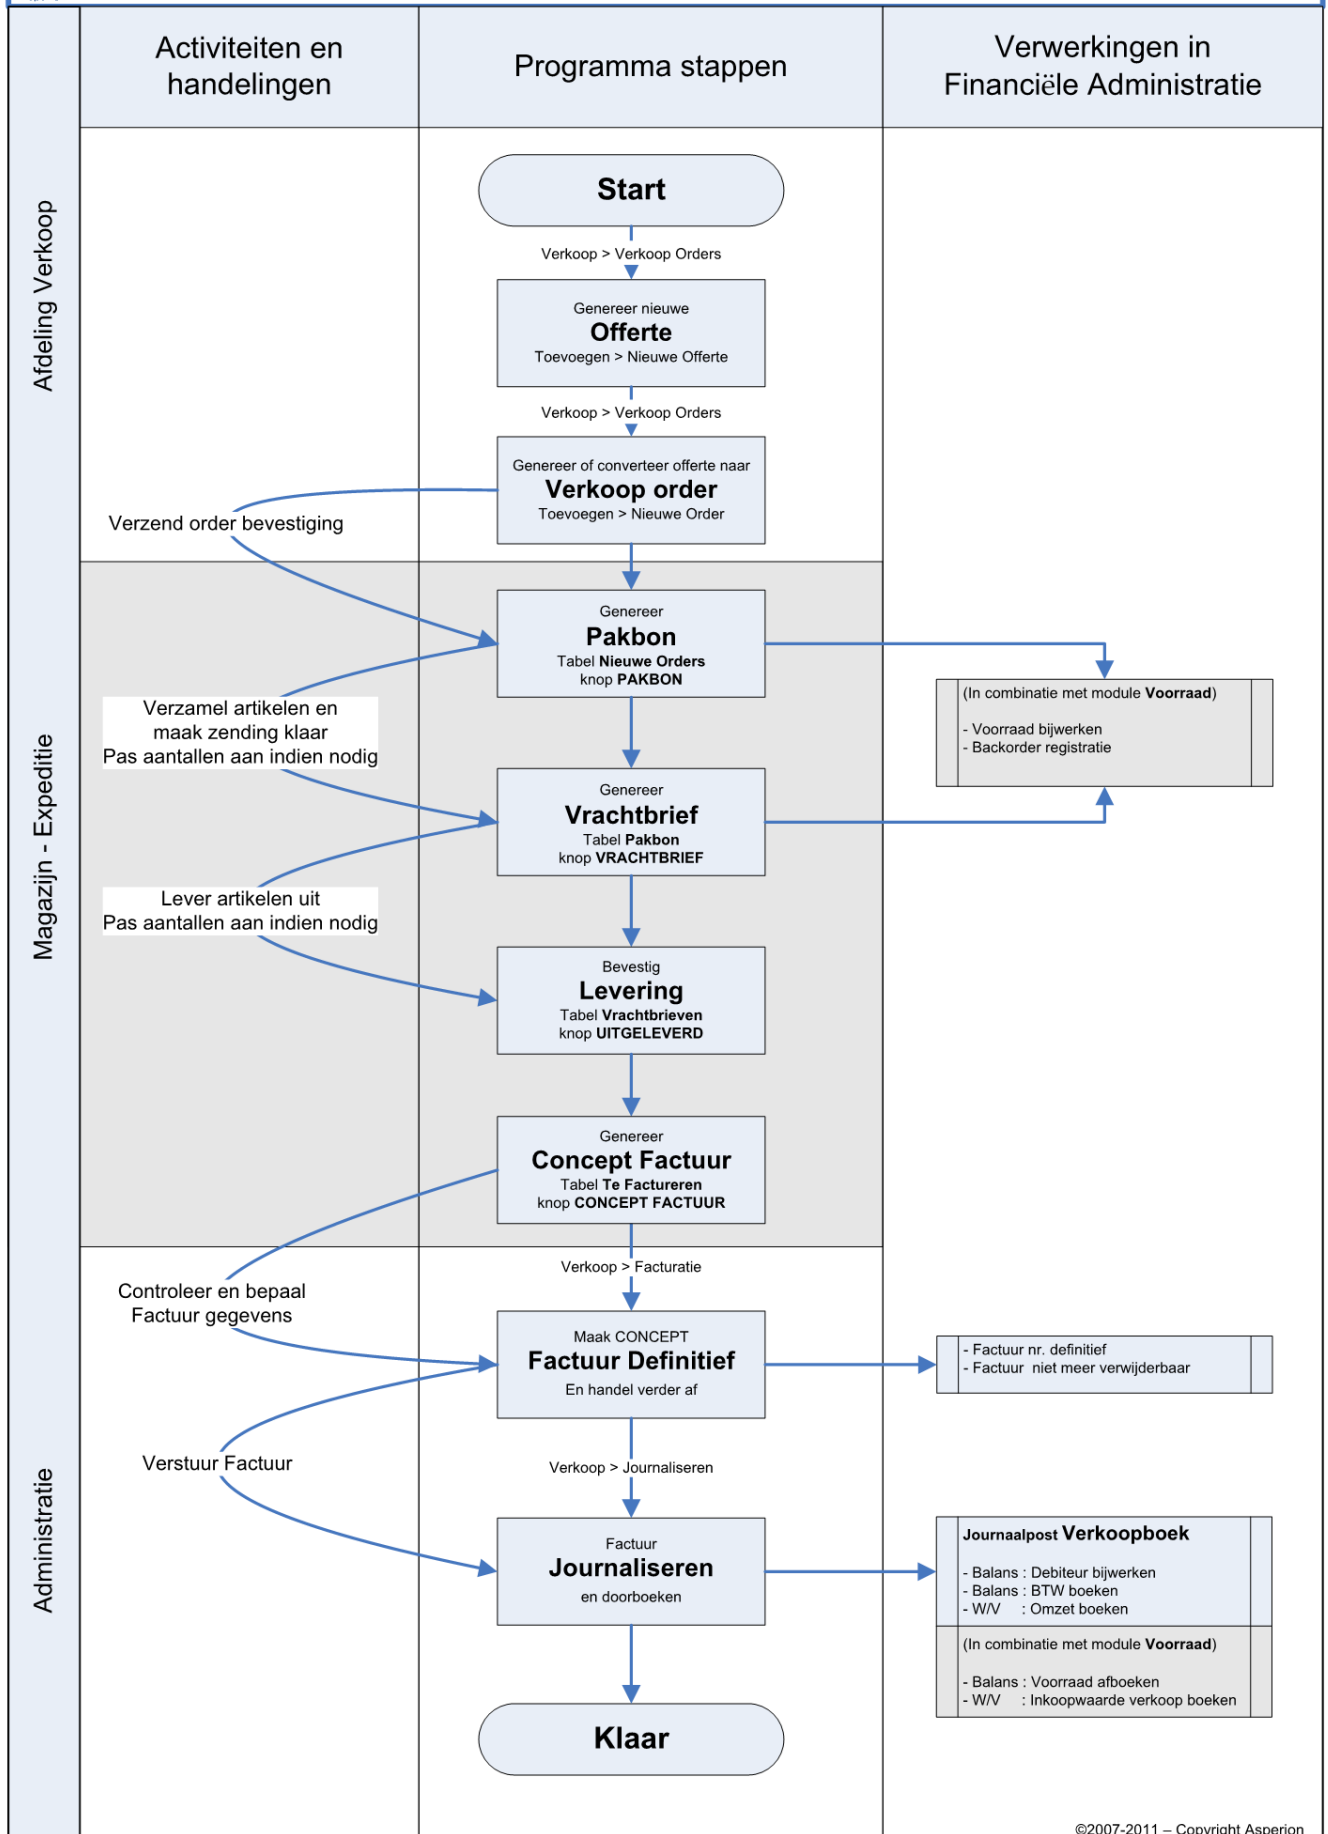 Activiteiten en
handelingen
Programma stappen
Verwerkingen in
Financiële Administratie
Afdeling Verkoop
Start
Verkoop > Verkoop Orders
Genereer nieuwe
Offerte
Toevoegen > Nieuwe Offerte
Verkoop > Verkoop Orders
Genereer of converteer offerte naar
Verkoop order
Toevoegen > Nieuwe Order
Verzend order bevestiging
Magazijn - Expeditie
Genereer
Pakbon
Tabel Nieuwe Orders
knop PAKBON
(In combinatie met module Voorraad)
- Voorraad bijwerken
- Backorder registratie
Verzamel artikelen en
maak zending klaar
Pas aantallen aan indien nodig
Genereer
Vrachtbrief
Tabel Pakbon
knop VRACHTBRIEF
Lever artikelen uit
Pas aantallen aan indien nodig
Bevestig
Levering
Tabel Vrachtbrieven
knop UITGELEVERD
Genereer
Concept Factuur
Tabel Te Factureren
knop CONCEPT FACTUUR
Administratie
Verkoop > Facturatie
Controleer en bepaal
Factuur gegevens
Maak CONCEPT
Factuur Definitief
En handel verder af
- Factuur nr. definitief
- Factuur niet meer verwijderbaar
Verstuur Factuur
Verkoop > Journaliseren
Factuur
Journaliseren
en doorboeken
Journaalpost Verkoopboek
- Balans : Debiteur bijwerken
- Balans : BTW boeken
- W/V : Omzet boeken
(In combinatie met module Voorraad)
- Balans : Voorraad afboeken
- W/V : Inkoopwaarde verkoop boeken
Klaar
©2007-2011 – Copyright Asperion